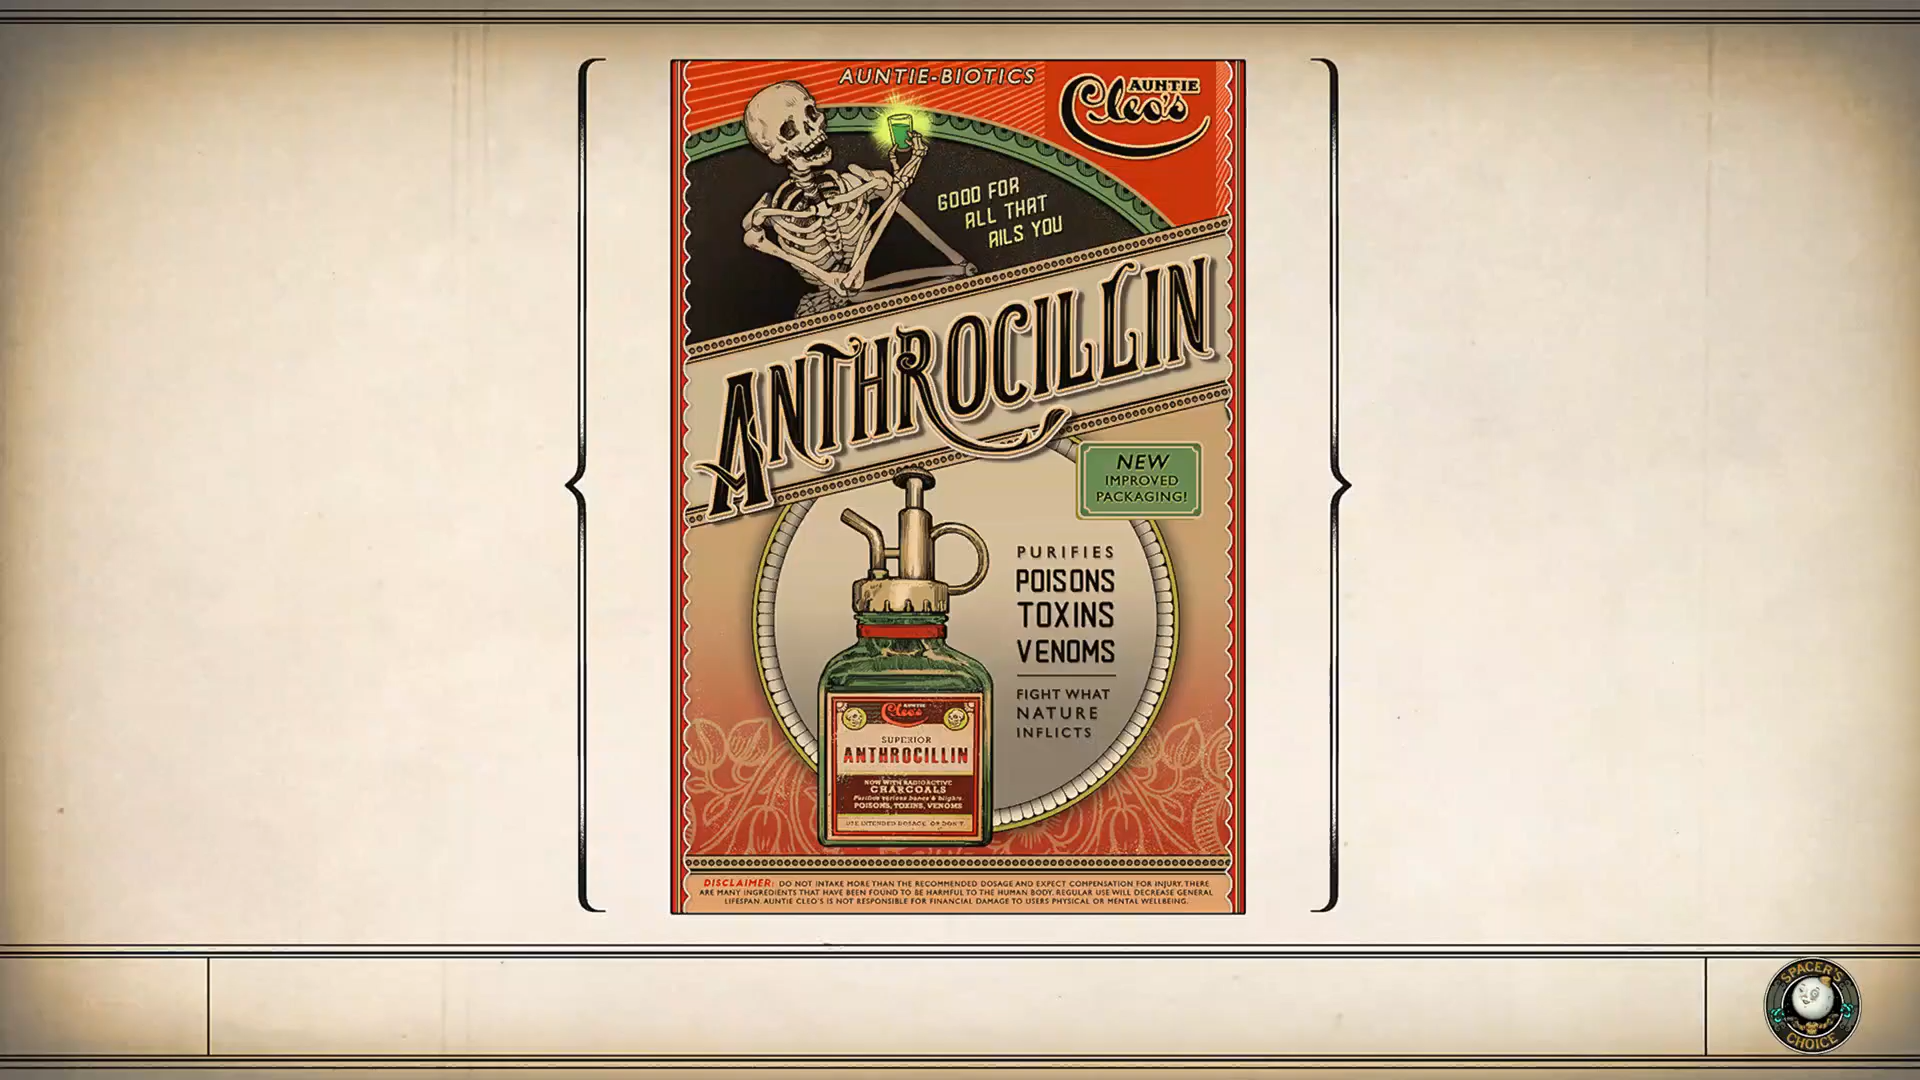 AUNTIE-BIOTICS
AUNTIE
Cleo's
GOOD FOR
ALL THAT
AILS YOU
ANTHROCILLIN
NEW
IMPROVED
PACKAGING!
PURIFIES
POISONS
TOXINS
VENOMS
FIGHT WHAT
NATURE
INFLICTS
AUNTIE
Cleo's
SUPERIOR
ANTHROCILLIN
NOW WITH RADIOACTIVE
CHARCOALS
Purifies various banes & blights.
POISONS, TOXINS, VENOMS
USE INTENDED DOSAGE OR DON'T.
DISCLAIMER: DO NOT INTAKE MORE THAN THE RECOMMENDED DOSAGE AND EXPECT COMPENSATION FOR INJURY. THERE
ARE MANY INGREDIENTS THAT HAVE BEEN FOUND TO BE HARMFUL TO THE HUMAN BODY. REGULAR USE WILL DECREASE GENERAL
LIFESPAN. AUNTIE CLEO'S IS NOT RESPONSIBLE FOR FINANCIAL DAMAGE TO USERS PHYSICAL OR MENTAL WELLBEING.
SPACER'S
CHOICE